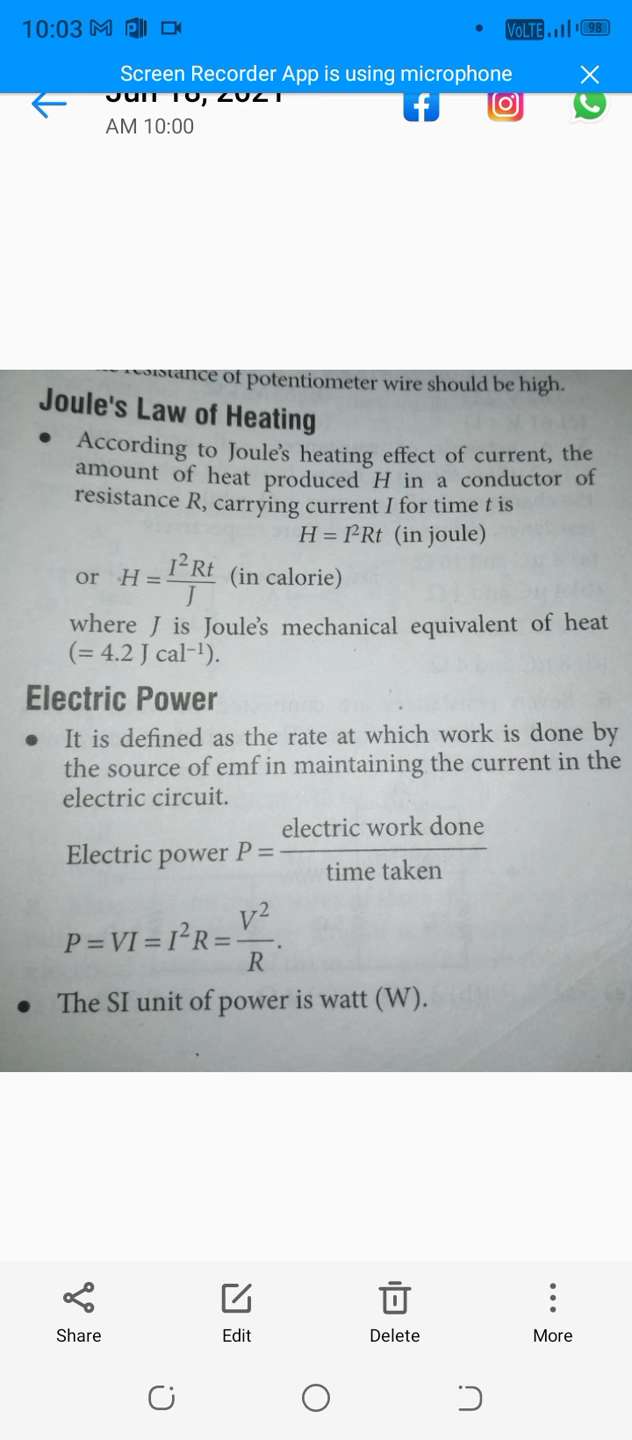 10:03
VoLTE 98
Screen Recorder App is using microphone
Jun 18, 2021
AM 10:00
resistance of potentiometer wire should be high.
Joule's Law of Heating
• According to Joule's heating effect of current, the
amount of heat produced H in a conductor of
resistance R, carrying current I for time t is
H = I²Rt (in joule)
or H = I²Rt / J (in calorie)
where J is Joule's mechanical equivalent of heat
(= 4.2 J cal⁻¹).
Electric Power
• It is defined as the rate at which work is done by
the source of emf in maintaining the current in the
electric circuit.
Electric power P = electric work done / time taken
P = VI = I²R = V² / R.
• The SI unit of power is watt (W).
Share Edit Delete More